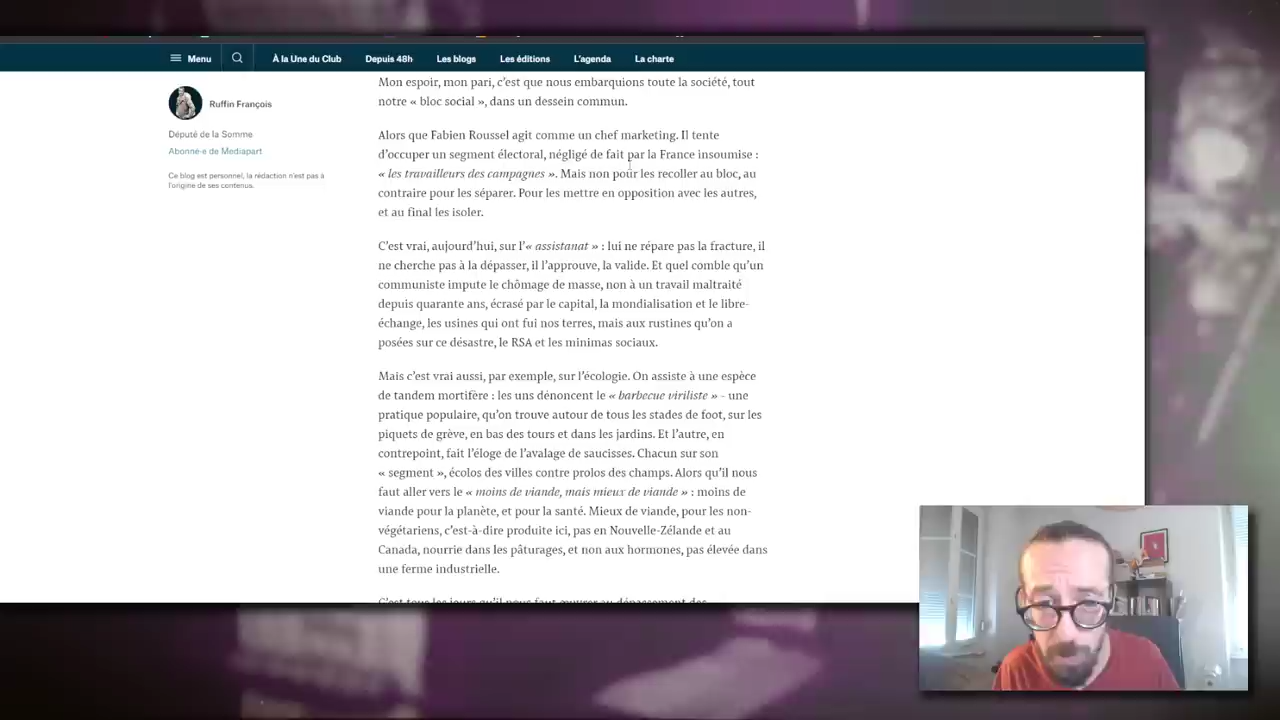 Menu
À la Une du Club
Depuis 48h
Les blogs
Les éditions
L'agenda
La charte
Ruffin François
Député de la Somme
Abonné·e de Mediapart
Ce blog est personnel, la rédaction n'est pas à
l'origine de ses contenus.
Mon espoir, mon pari, c'est que nous embarquions toute la société, tout
notre « bloc social », dans un dessein commun.
Alors que Fabien Roussel agit comme un chef marketing. Il tente
d'occuper un segment électoral, négligé de fait par la France insoumise :
« les travailleurs des campagnes ». Mais non pour les recoller au bloc, au
contraire pour les séparer. Pour les mettre en opposition avec les autres,
et au final les isoler.
C'est vrai, aujourd'hui, sur l'« assistanat » : lui ne répare pas la fracture, il
ne cherche pas à la dépasser, il l'approuve, la valide. Et quel comble qu'un
communiste impute le chômage de masse, non à un travail maltraité
depuis quarante ans, écrasé par le capital, la mondialisation et le libre-
échange, les usines qui ont fui nos terres, mais aux rustines qu'on a
posées sur ce désastre, le RSA et les minimas sociaux.
Mais c'est vrai aussi, par exemple, sur l'écologie. On assiste à une espèce
de tandem mortifère : les uns dénoncent le « barbecue viriliste » - une
pratique populaire, qu'on trouve autour de tous les stades de foot, sur les
piquets de grève, en bas des tours et dans les jardins. Et l'autre, en
contrepoint, fait l'éloge de l'avalage de saucisses. Chacun sur son
« segment », écolos des villes contre prolos des champs. Alors qu'il nous
faut aller vers le « moins de viande, mais mieux de viande » : moins de
viande pour la planète, et pour la santé. Mieux de viande, pour les non-
végétariens, c'est-à-dire produite ici, pas en Nouvelle-Zélande et au
Canada, nourrie dans les pâturages, et non aux hormones, pas élevée dans
une ferme industrielle.
C'est tous les jours qu'il nous faut œuvrer au dépassement des